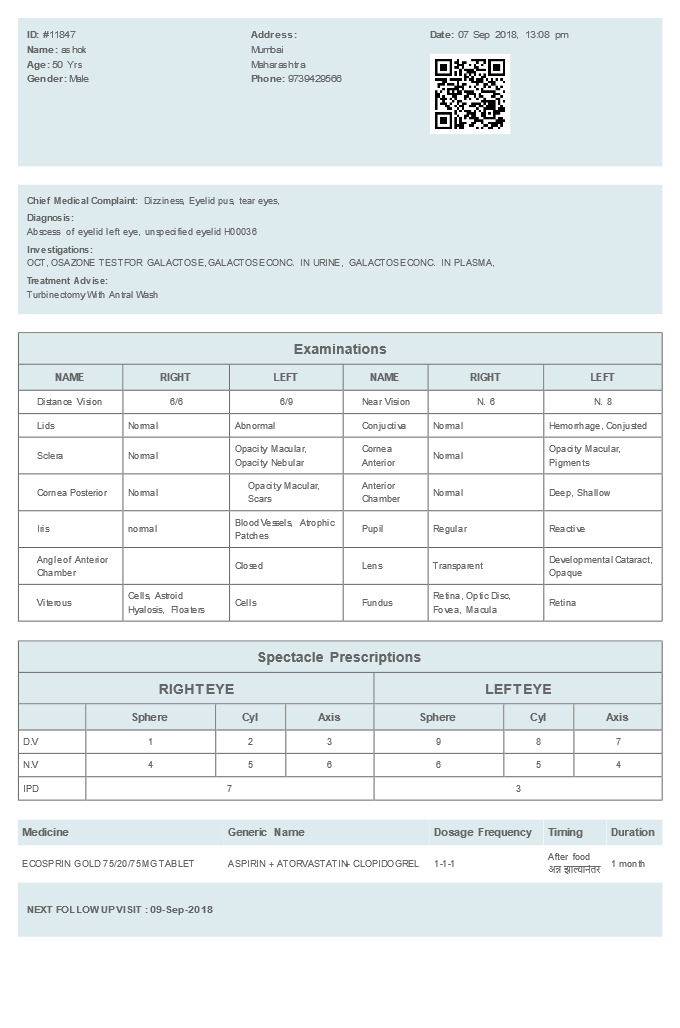 ID: #11847
Name: ashok
Age: 50 Yrs
Gender: Male
Address:
Mumbai
Maharashtra
Phone: 9739429566
Date: 07 Sep 2018, 13:08 pm
Chief Medical Complaint: Dizziness, Eyelid pus, tear eyes,
Diagnosis:
Abscess of eyelid left eye, unspecified eyelid H00036
Investigations:
OCT, OSAZONE TEST FOR GALACTOSE, GALACTOSE CONC. IN URINE, GALACTOSE CONC. IN PLASMA,
Treatment Advise:
Turbinectomy With Antral Wash
Examinations
NAME RIGHT LEFT NAME RIGHT LEFT
Distance Vision 6/6 6/9 Near Vision N. 6 N. 8
Lids Normal Abnormal Conjuctiva Normal Hemorrhage, Conjusted
Sclera Normal Opacity Macular, Opacity Nebular Cornea Anterior Normal Opacity Macular, Pigments
Cornea Posterior Normal Opacity Macular, Scars Anterior Chamber Normal Deep, Shallow
Iris normal Blood Vessels, Atrophic Patches Pupil Regular Reactive
Angle of Anterior Chamber Closed Lens Transparent Developmental Cataract, Opaque
Viterous Cells, Astroid Hyalosis, Floaters Cells Fundus Retina, Optic Disc, Fovea, Macula Retina
Spectacle Prescriptions
RIGHT EYE LEFT EYE
Sphere Cyl Axis Sphere Cyl Axis
D.V 1 2 3 9 8 7
N.V 4 5 6 6 5 4
IPD 7 3
Medicine Generic Name Dosage Frequency Timing Duration
ECOSPRIN GOLD 75/20/75MG TABLET ASPIRIN + ATORVASTATIN+ CLOPIDOGREL 1-1-1 After food 1 month
अन्न झाल्यानंतर
NEXT FOLLOW UP VISIT : 09-Sep-2018